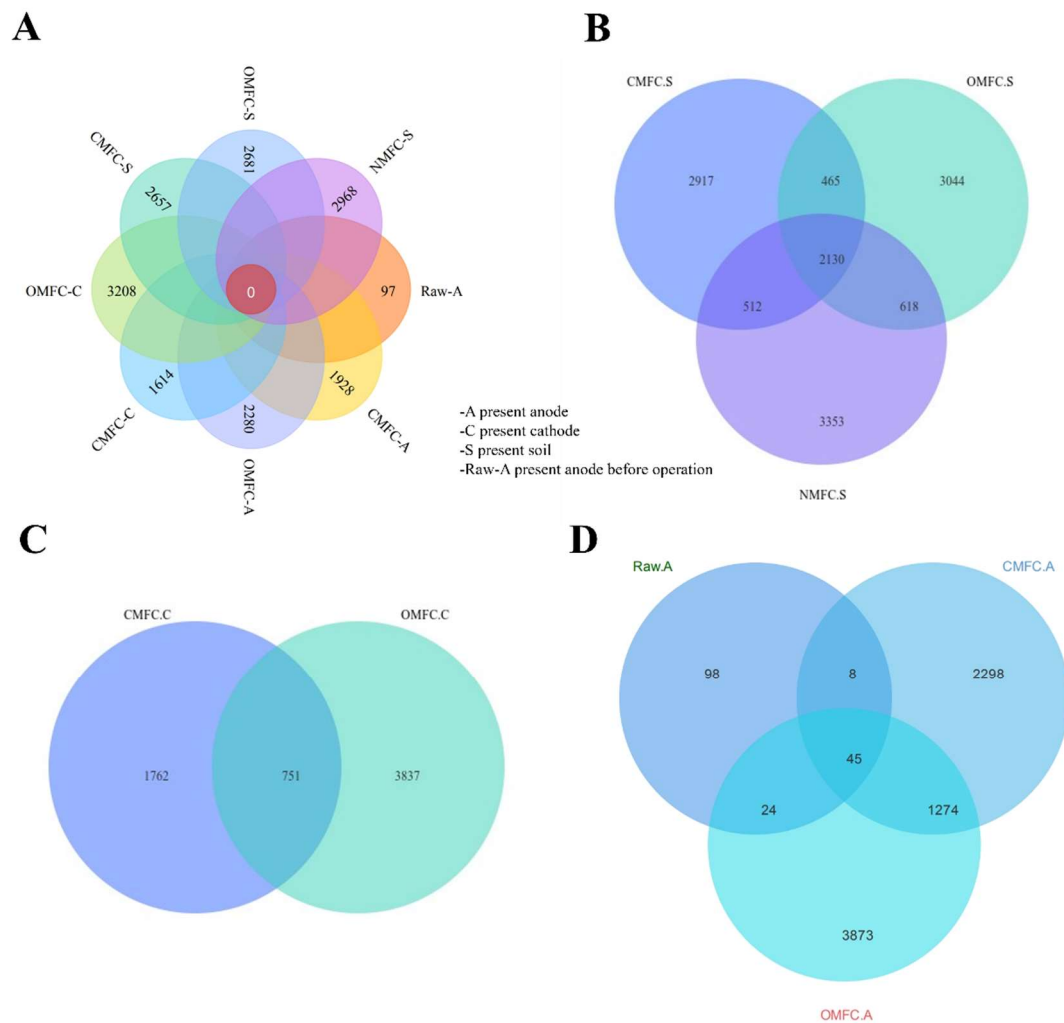 A
OMFC-S
CMFC-S
NMFC-S
2681
2657
2968
OMFC-C
3208
0
97
Raw-A
1614
2280
1928
CMFC-C
CMFC-A
OMFC-A
-A present anode
-C present cathode
-S present soil
-Raw-A present anode before operation
B
CMFC.S
OMFC.S
2917
465
3044
2130
512
618
3353
NMFC.S
C
CMFC.C
OMFC.C
1762
751
3837
D
Raw.A
CMFC.A
98
8
2298
45
24
1274
3873
OMFC.A